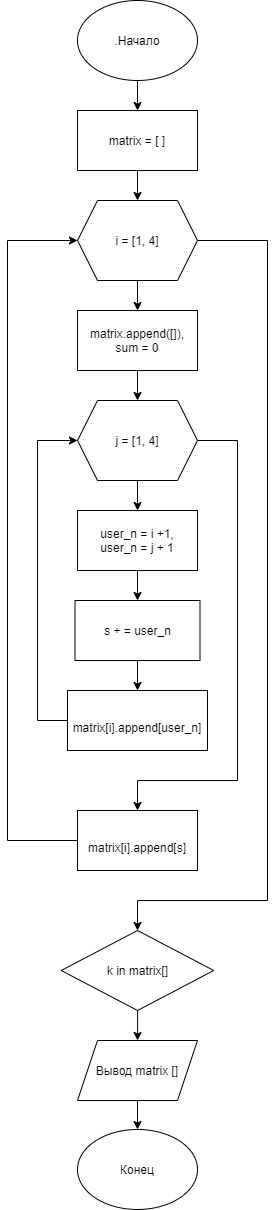 .Начало
matrix = [ ]
i = [1, 4]
matrix.append([]),
sum = 0
j = [1, 4]
user_n = i +1,
user_n = j + 1
s + = user_n
matrix[i].append[user_n]
matrix[i].append[s]
k in matrix[]
Вывод matrix []
Конец